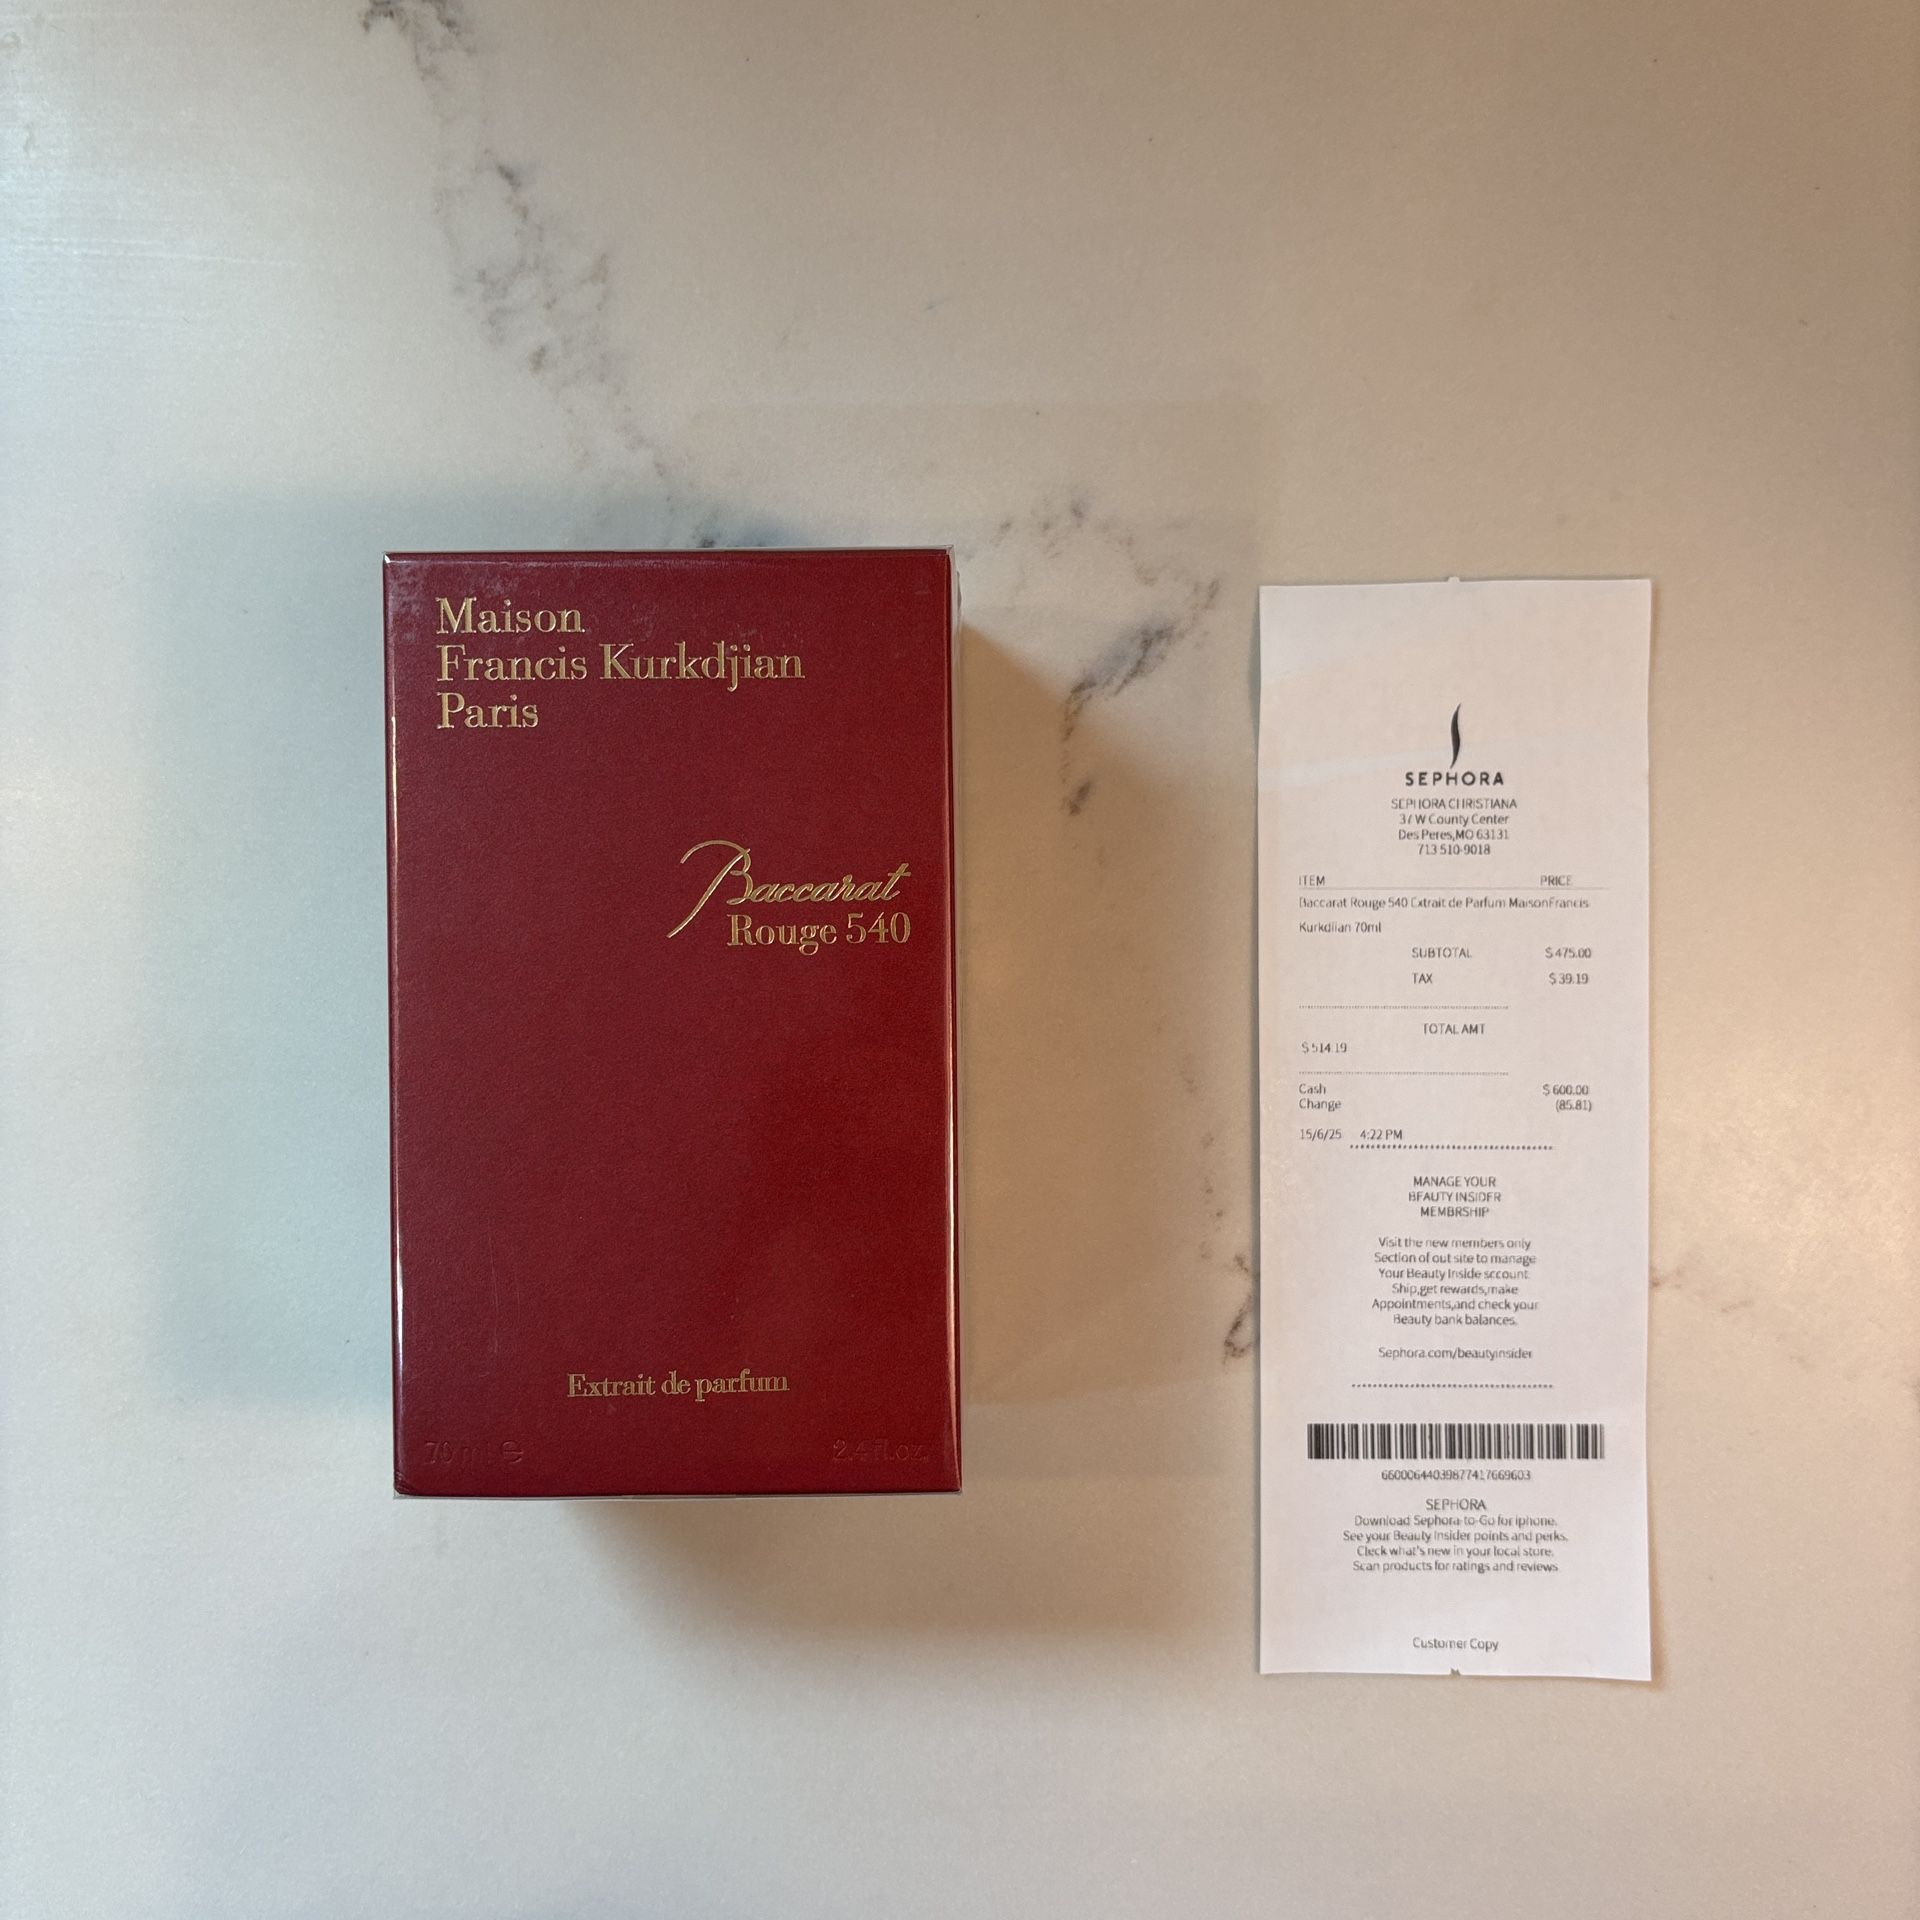 Maison
Francis Kurkdjian
Paris
Baccarat
Rouge 540
Extrait de parfum
70 ml e
2.4 fl.oz.
SEPHORA
SEPHORA CHRISTIANA
37 W County Center
Des Peres,MO 63131
713 510-9018
ITEM PRICE
Baccarat Rouge 540 Extrait de Parfum MaisonFrancis
Kurkdlian 70ml
SUBTOTAL $ 475.00
TAX $ 39.19
TOTAL AMT
$ 514.19
Cash $ 600.00
Change (85.81)
15/6/25 4:22 PM
MANAGE YOUR
BEAUTY INSIDER
MEMBRSHIP
Visit the new members only
Section of out site to manage
Your Beauty Inside sccount.
Ship,get rewards,make
Appointments,and check your
Beauty bank balances.
Sephora.com/beautyinsider
66000644039877417669603
SEPHORA
Download Sephora-to-Go for iphone.
See your Beauty Insider points and perks.
Cleck what's new in your local store.
Scan products for ratings and reviews
Customer Copy